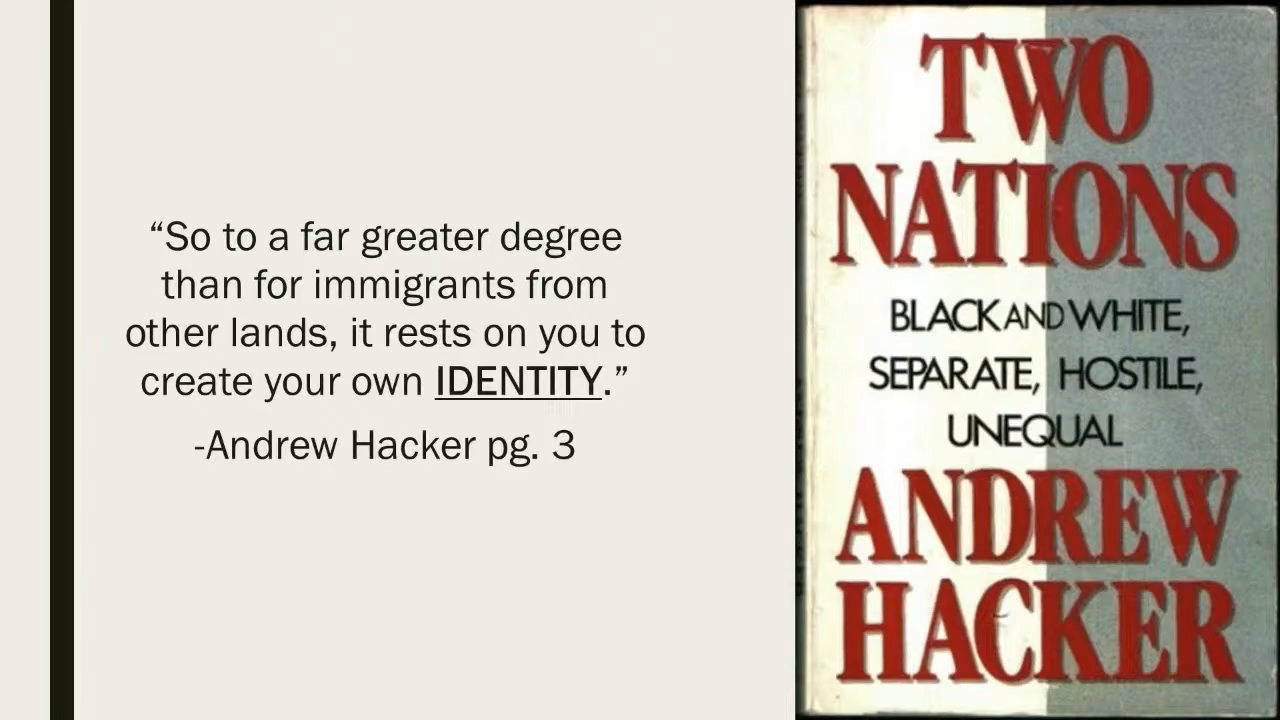 “So to a far greater degree
than for immigrants from
other lands, it rests on you to
create your own IDENTITY.”
-Andrew Hacker pg. 3
TWO
NATIONS
BLACK AND WHITE,
SEPARATE, HOSTILE,
UNEQUAL
ANDREW
HACKER